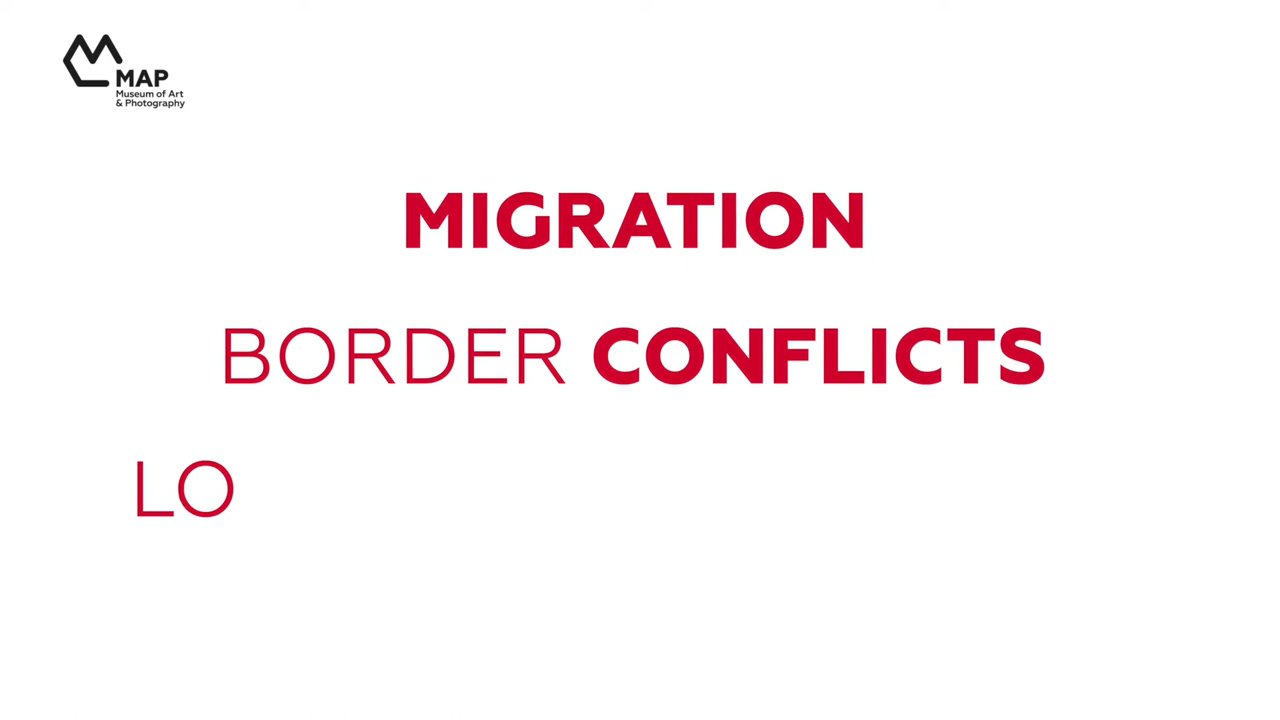 MAP
Museum of Art
& Photography
MIGRATION
BORDER CONFLICTS
LO